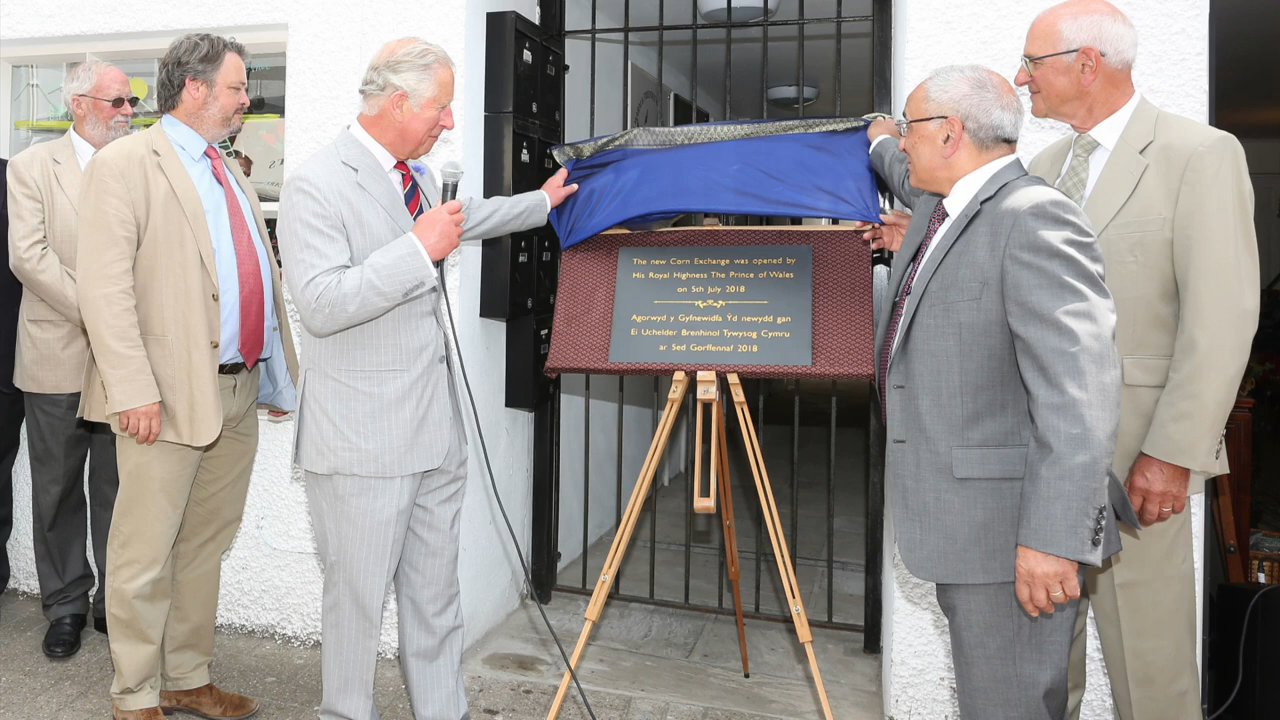 The new Corn Exchange was opened by
His Royal Highness The Prince of Wales
on 5th July 2018
Agorwyd y Gyfnewidfa Ŷd newydd gan
Ei Uchelder Brenhinol Tywysog Cymru
ar 5ed Gorffennaf 2018